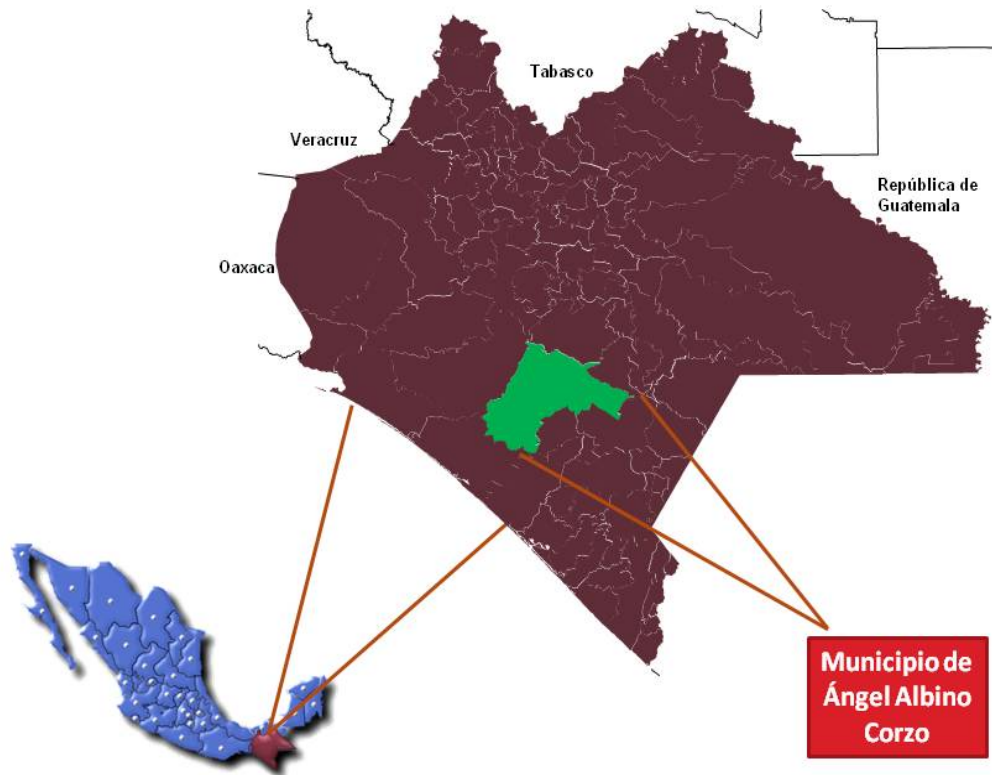 Tabasco
Veracruz
República de
Guatemala
Oaxaca
Municipio de
Ángel Albino
Corzo